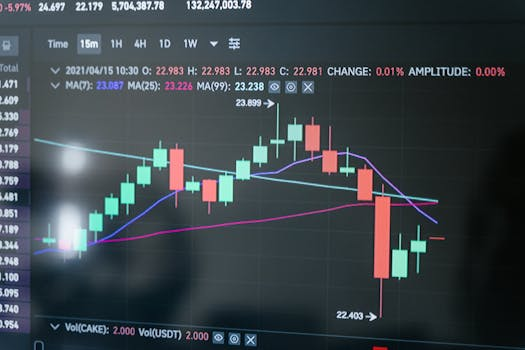 -5.97% 24.697 22.179 5,704,387.78 132,247,003.78
Time 15m 1H 4H 1D 1W
Total
2021/04/15 10:30 O: 22.983 H: 22.983 L: 22.983 C: 22.981 CHANGE: 0.01% AMPLITUDE: 0.00%
MA(7): 23.087 MA(25): 23.226 MA(99): 23.238
23.899
22.403
Vol(CAKE): 2.000 Vol(USDT) 2.000